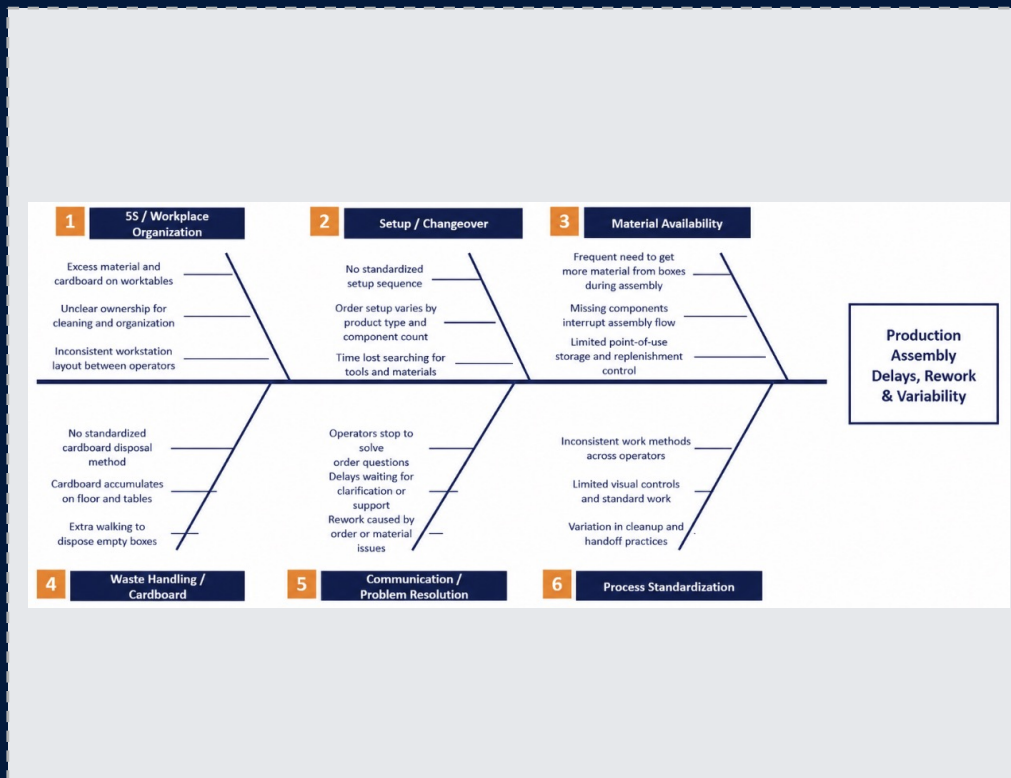 1
5S / Workplace
Organization
Excess material and
cardboard on worktables
Unclear ownership for
cleaning and organization
Inconsistent workstation
layout between operators
2
Setup / Changeover
No standardized
setup sequence
Order setup varies by
product type and
component count
Time lost searching for
tools and materials
3
Material Availability
Frequent need to get
more material from boxes
during assembly
Missing components
interrupt assembly flow
Limited point-of-use
storage and replenishment
control
Production
Assembly
Delays, Rework
& Variability
No standardized
cardboard disposal
method
Cardboard accumulates
on floor and tables
Extra walking to
dispose empty boxes
4
Waste Handling /
Cardboard
Operators stop to
solve
order questions
Delays waiting for
clarification or
support
Rework caused by
order or material
issues
5
Communication /
Problem Resolution
Inconsistent work methods
across operators
Limited visual controls
and standard work
Variation in cleanup and
handoff practices
6
Process Standardization